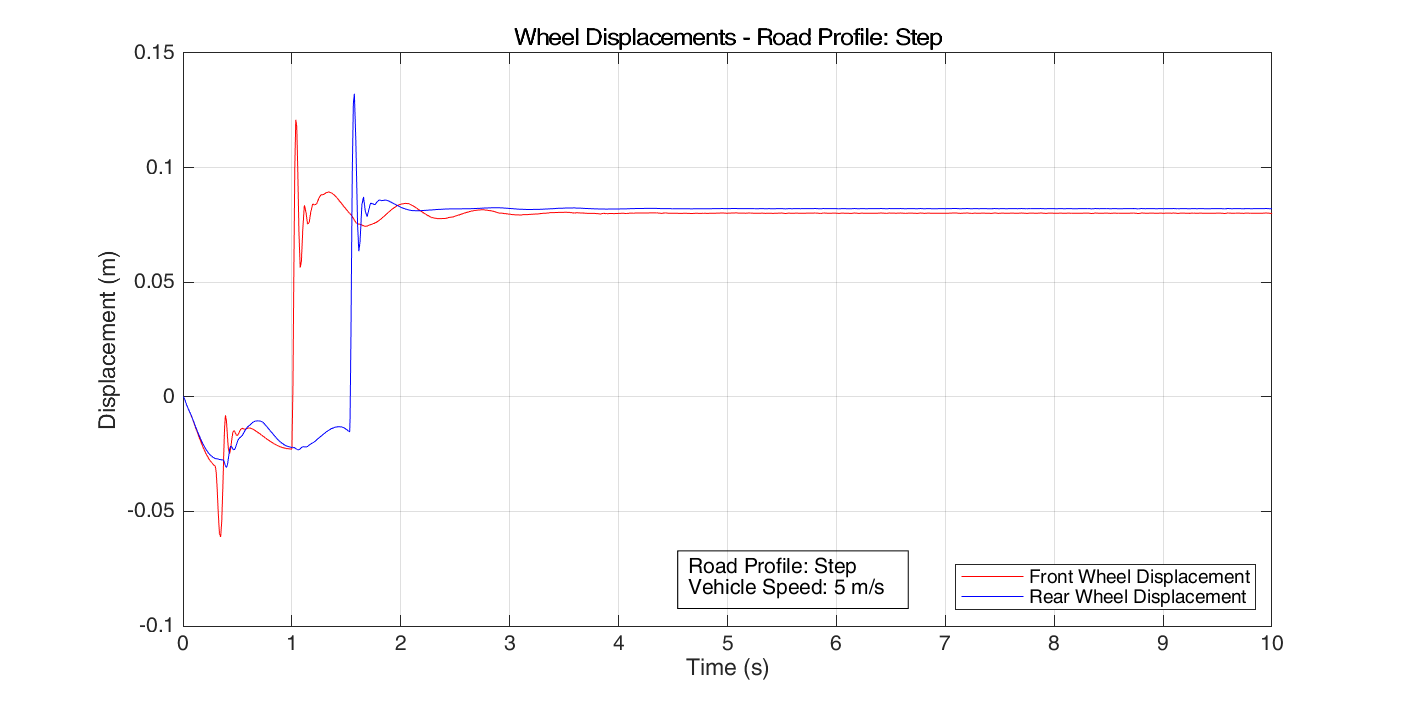 Wheel Displacements - Road Profile: Step
0.15
0.1
0.05
0
-0.05
-0.1
Displacement (m)
0 1 2 3 4 5 6 7 8 9 10
Time (s)
Road Profile: Step
Vehicle Speed: 5 m/s
Front Wheel Displacement
Rear Wheel Displacement